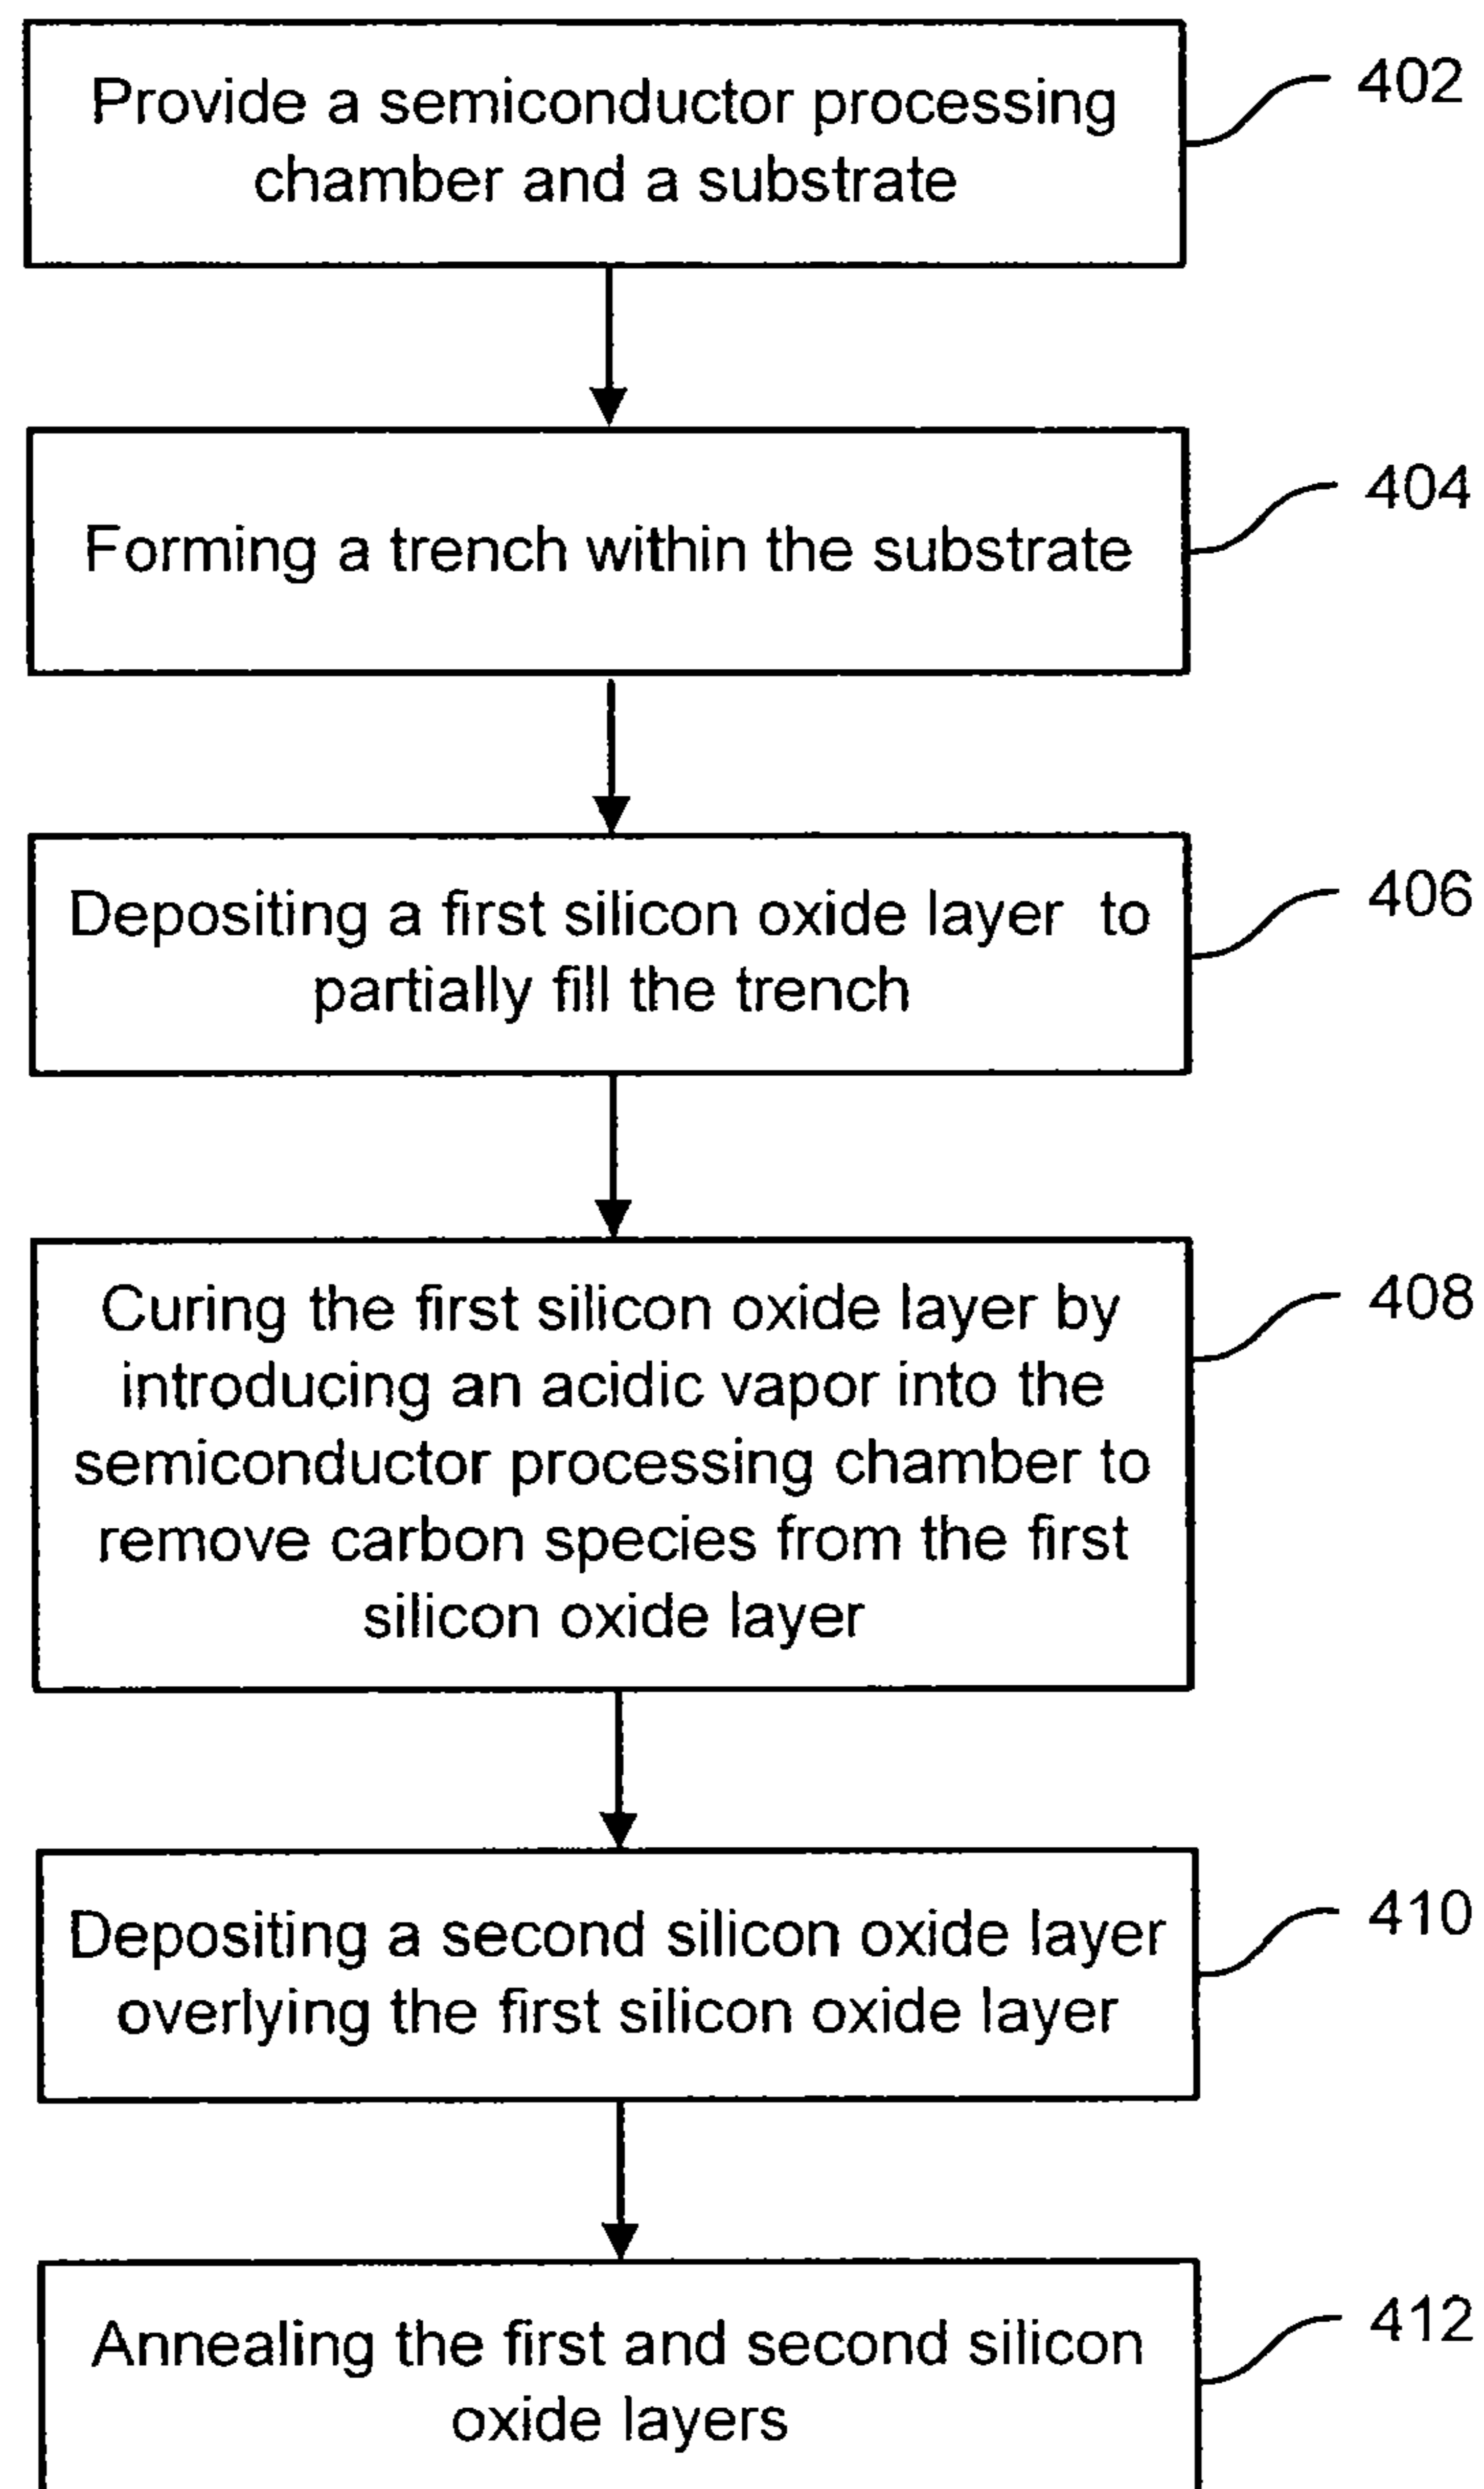 Provide a semiconductor processing
chamber and a substrate
402
Forming a trench within the substrate
404
Depositing a first silicon oxide layer to
partially fill the trench
406
Curing the first silicon oxide layer by
introducing an acidic vapor into the
semiconductor processing chamber to
remove carbon species from the first
silicon oxide layer
408
Depositing a second silicon oxide layer
overlying the first silicon oxide layer
410
Annealing the first and second silicon
oxide layers
412